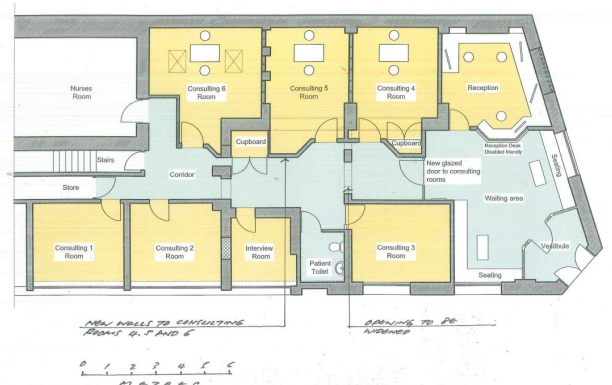 Nurses
Room
Consulting 6
Room
Consulting 5
Room
Consulting 4
Room
Reception
Cupboard
Cupboard
Reception Desk
Disabled friendly
Stairs
Corridor
New glazed
door to consulting
rooms
Seating
Store
Waiting area
Consulting 1
Room
Consulting 2
Room
Interview
Room
Patient
Toilet
Consulting 3
Room
Vestibule
Seating
NEW WALLS TO CONSULTING
ROOMS 4, 5 AND 6
OPENING TO BE
WIDENED
0 1 2 3 4 5 6
METRES